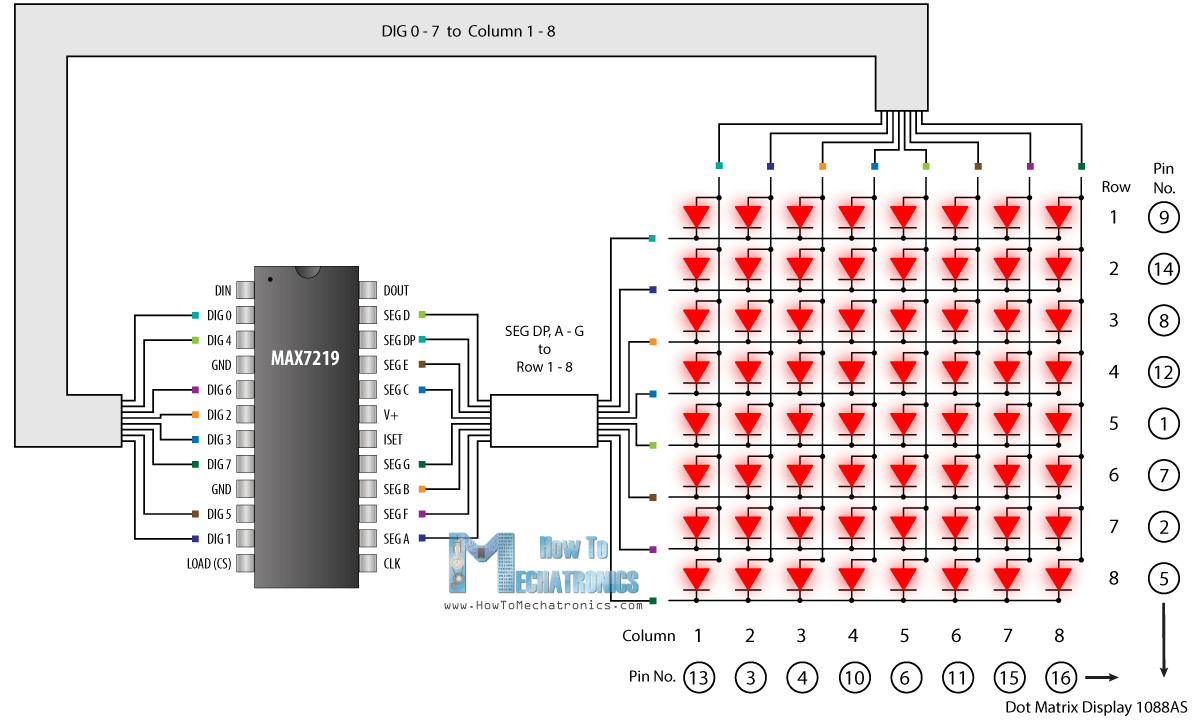 DIG 0 - 7 to Column 1 - 8
Pin
No.
Row
1 9
2 14
3 8
4 12
5 1
6 7
7 2
8 5
DIN
DIG 0
DIG 4
GND
DIG 6
DIG 2
DIG 3
DIG 7
GND
DIG 5
DIG 1
LOAD (CS)
MAX7219
DOUT
SEG D
SEG DP
SEG E
SEG C
V+
ISET
SEG G
SEG B
SEG F
SEG A
CLK
SEG DP, A - G
to
Row 1 - 8
How To
MECHATRONICS
www.HowToMechatronics.com
Column 1 2 3 4 5 6 7 8
Pin No. 13 3 4 10 6 11 15 16
Dot Matrix Display 1088AS